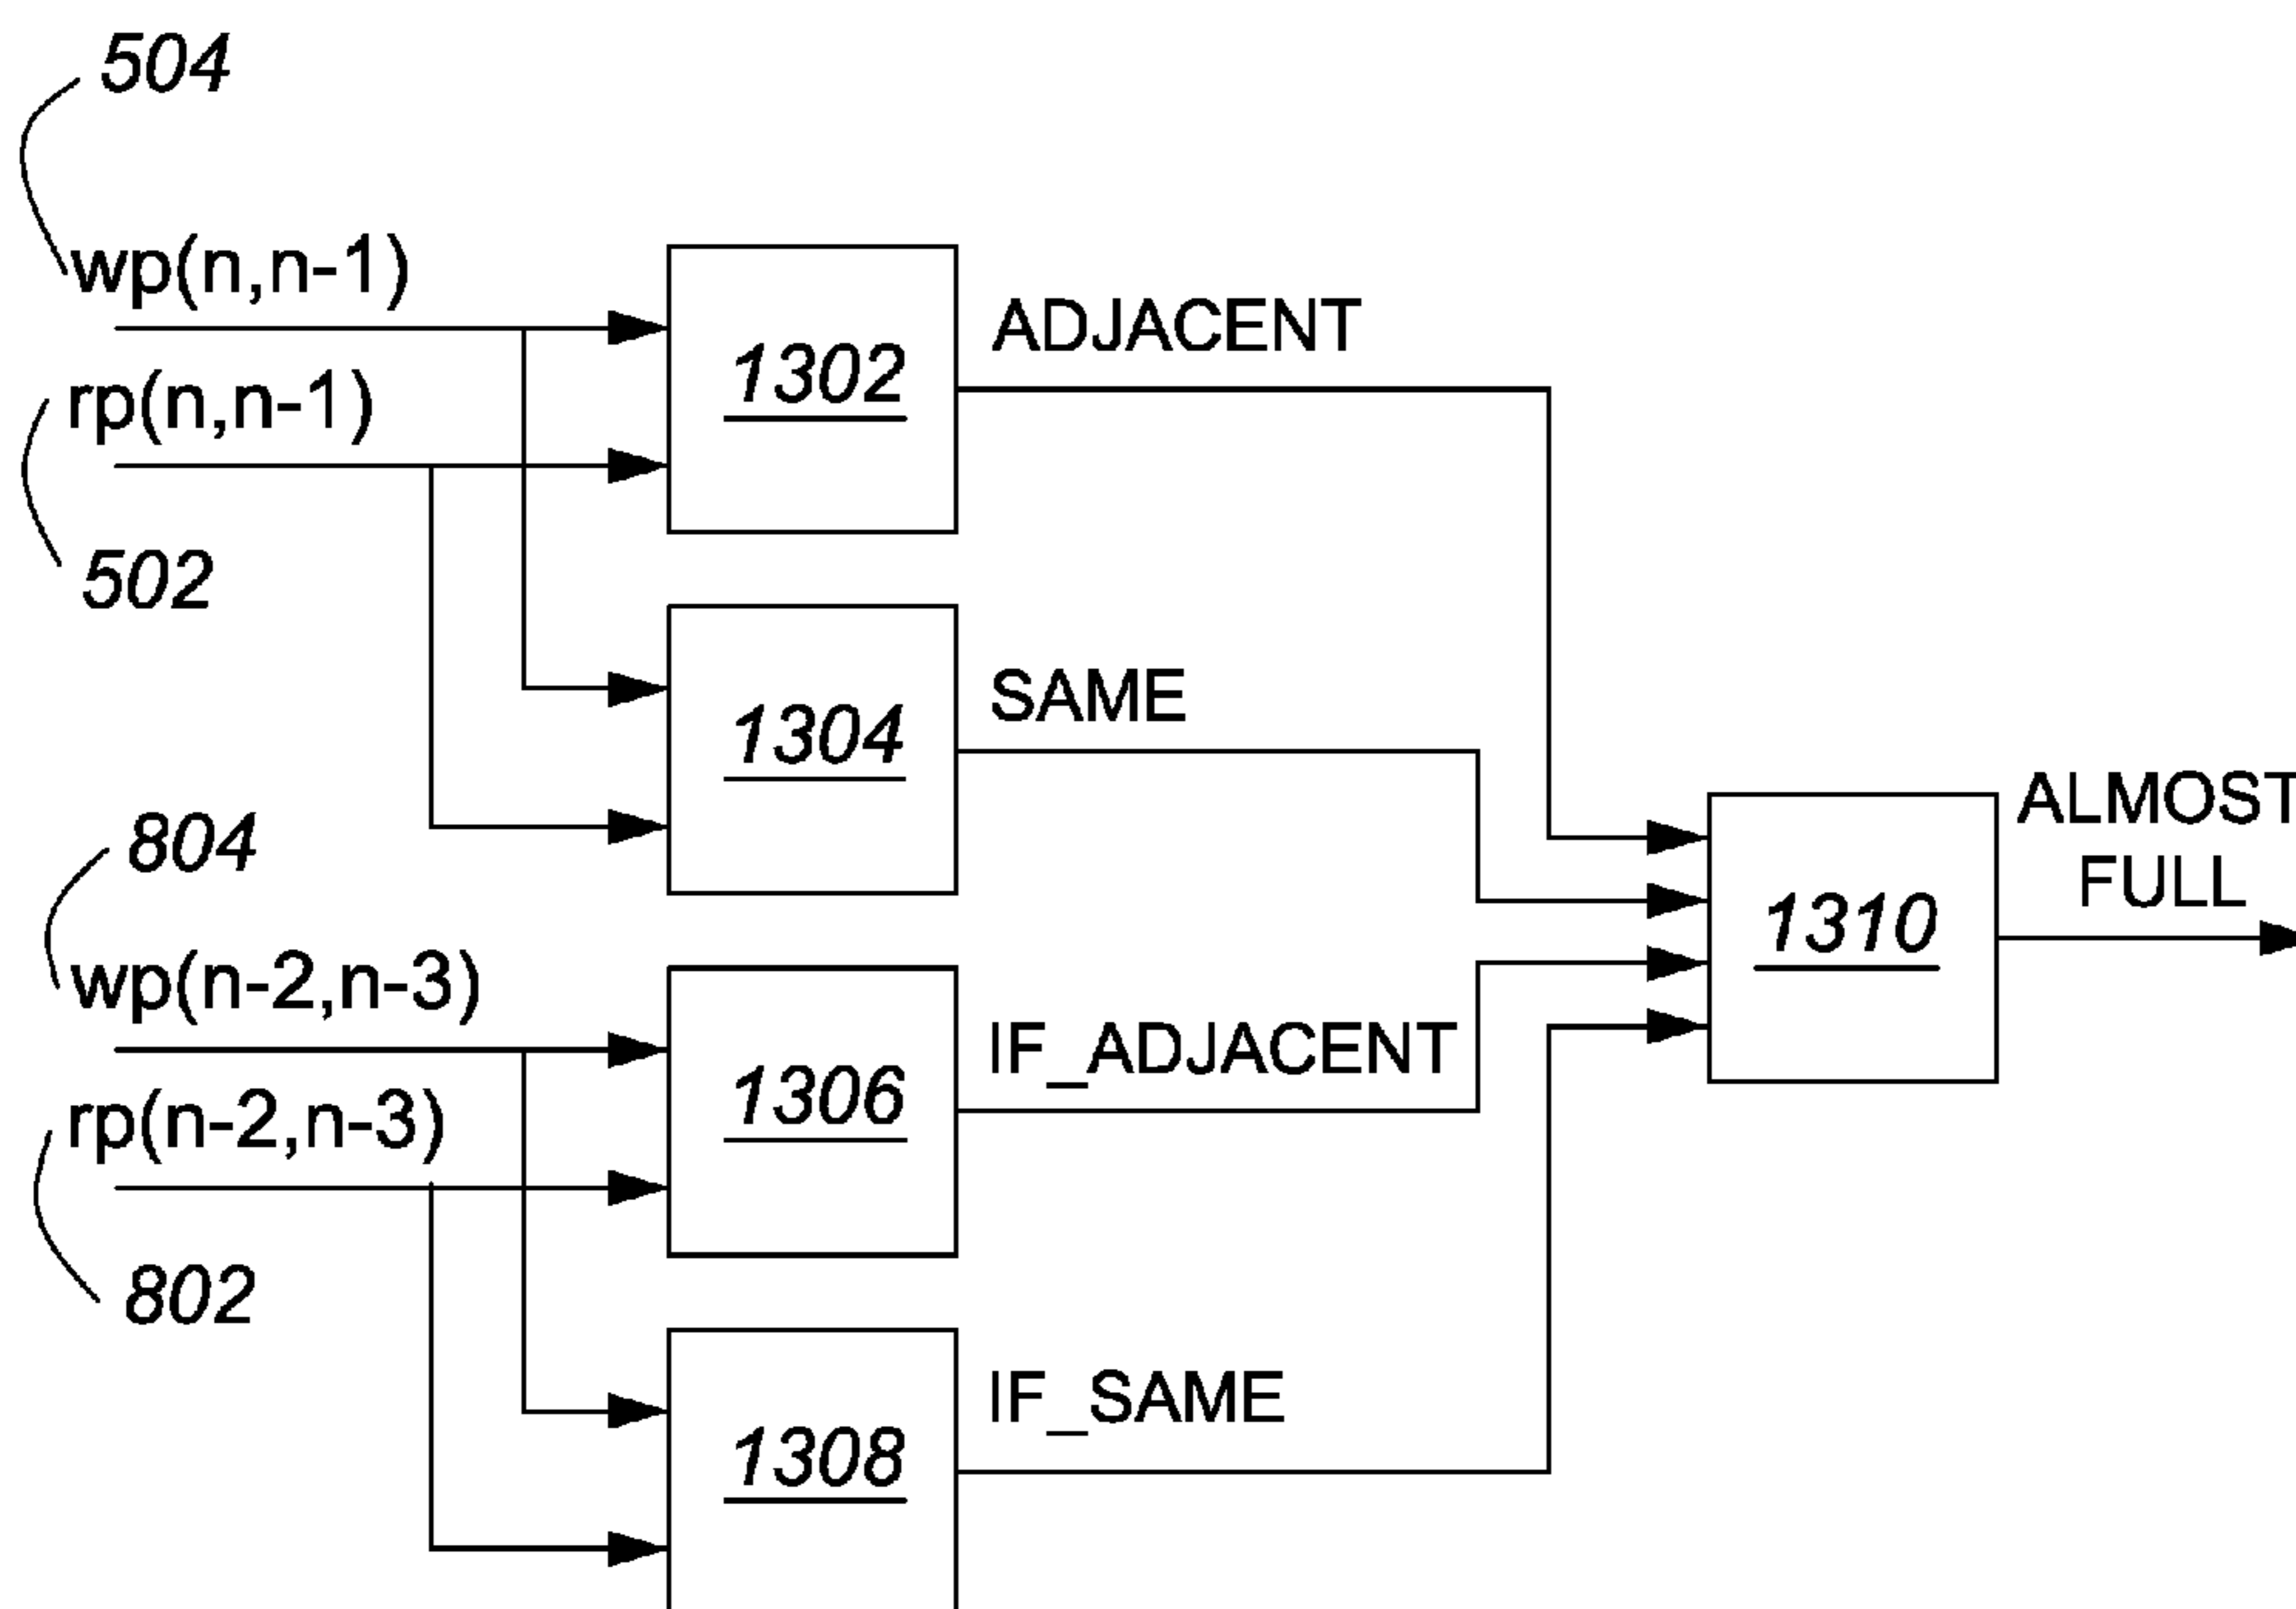 504
wp(n,n-1)
rp(n,n-1)
502
1302
ADJACENT
1304
SAME
804
wp(n-2,n-3)
rp(n-2,n-3)
802
1306
IF_ADJACENT
1308
IF_SAME
1310
ALMOST
FULL